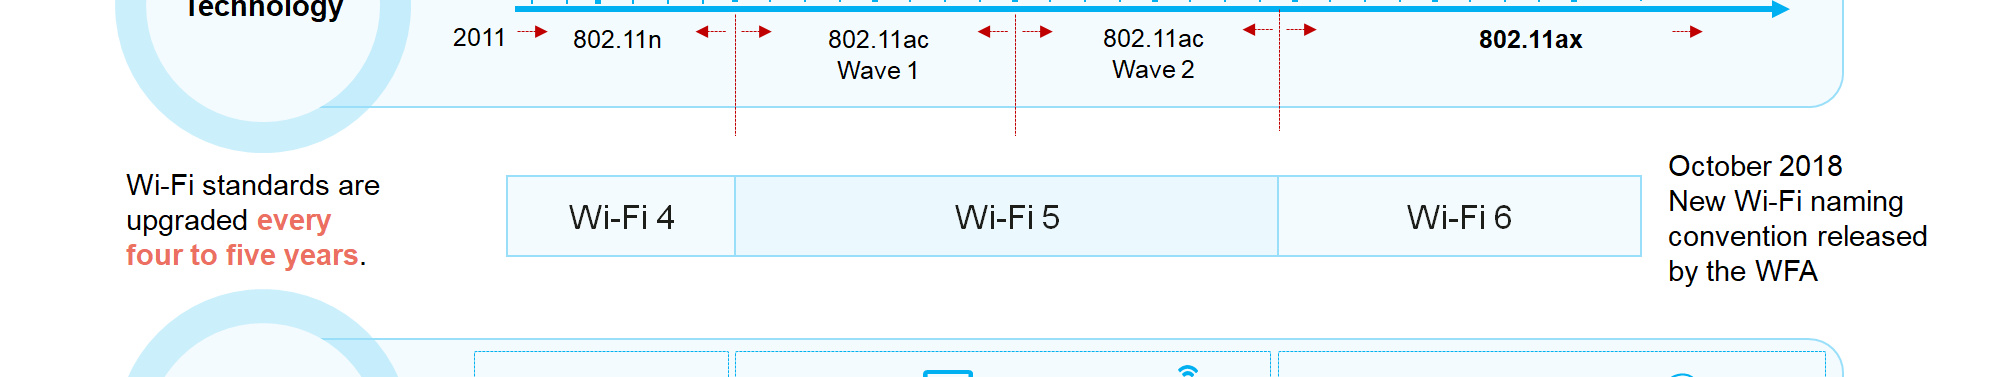 Technology
2011
802.11n
802.11ac
Wave 1
802.11ac
Wave 2
802.11ax
Wi-Fi standards are
upgraded every
four to five years.
Wi-Fi 4
Wi-Fi 5
Wi-Fi 6
October 2018
New Wi-Fi naming
convention released
by the WFA